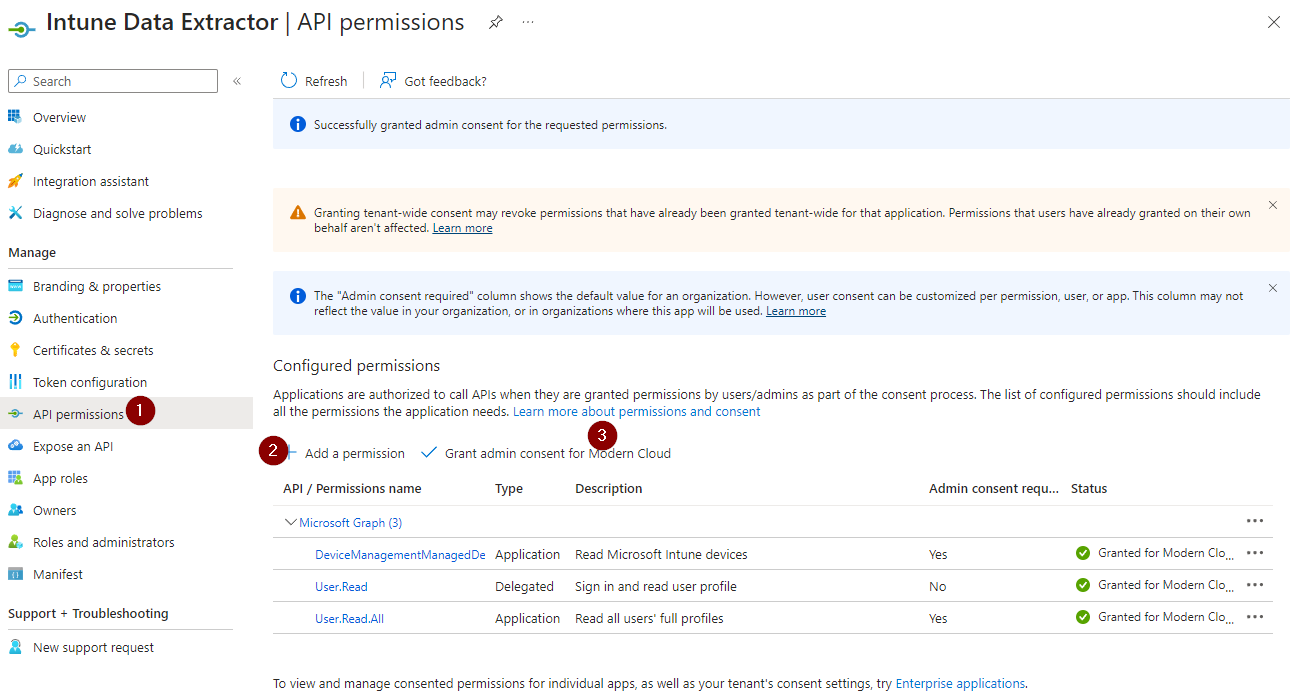 Intune Data Extractor | API permissions ...
Search «
Overview
Quickstart
Integration assistant
Diagnose and solve problems
Manage
Branding & properties
Authentication
Certificates & secrets
Token configuration
API permissions 1
Expose an API
App roles
Owners
Roles and administrators
Manifest
Support + Troubleshooting
New support request
Refresh Got feedback?
Successfully granted admin consent for the requested permissions.
Granting tenant-wide consent may revoke permissions that have already been granted tenant-wide for that application. Permissions that users have already granted on their own
behalf aren't affected. Learn more
The "Admin consent required" column shows the default value for an organization. However, user consent can be customized per permission, user, or app. This column may not
reflect the value in your organization, or in organizations where this app will be used. Learn more
Configured permissions
Applications are authorized to call APIs when they are granted permissions by users/admins as part of the consent process. The list of configured permissions should include
all the permissions the application needs. Learn more about permissions and consent
3
2 + Add a permission Grant admin consent for Modern Cloud
API / Permissions name Type Description Admin consent requ... Status
Microsoft Graph (3) ...
DeviceManagementManagedDe Application Read Microsoft Intune devices Yes Granted for Modern Clo... ...
User.Read Delegated Sign in and read user profile No Granted for Modern Clo... ...
User.Read.All Application Read all users' full profiles Yes Granted for Modern Clo... ...
To view and manage consented permissions for individual apps, as well as your tenant's consent settings, try Enterprise applications.